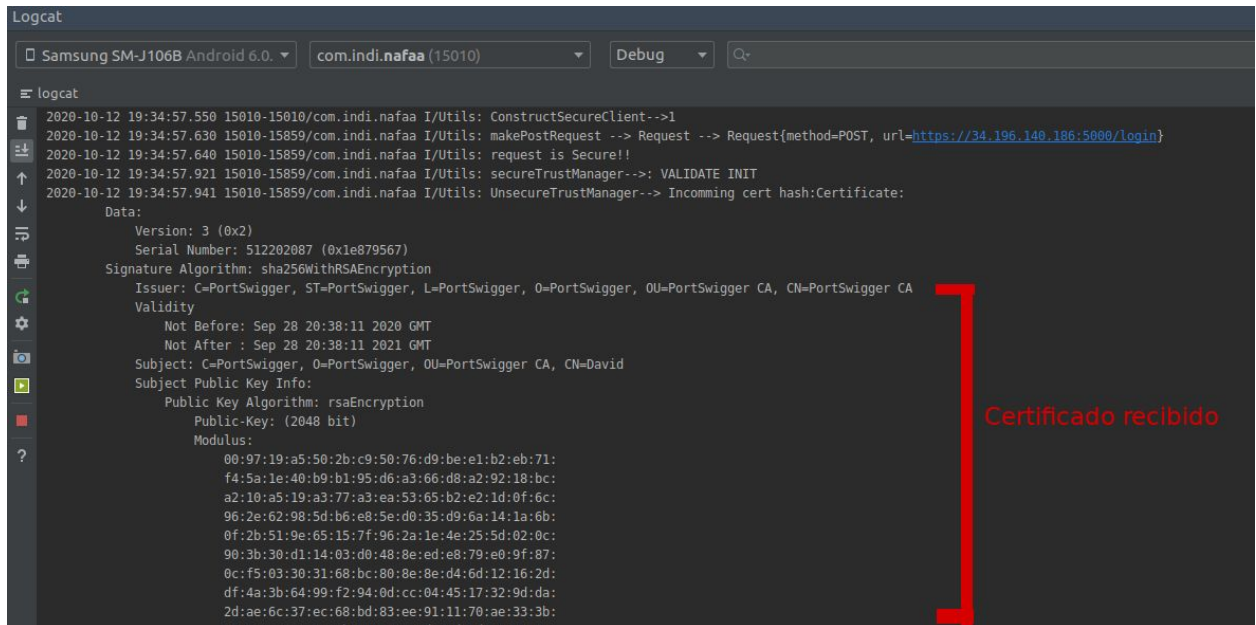 Logcat
Samsung SM-J106B Android 6.0. com.indi.nafaa (15010) Debug
logcat
2020-10-12 19:34:57.550 15010-15010/com.indi.nafaa I/Utils: ConstructSecureClient-->1
2020-10-12 19:34:57.630 15010-15859/com.indi.nafaa I/Utils: makePostRequest --> Request --> Request{method=POST, url=https://34.196.140.186:5000/login}
2020-10-12 19:34:57.640 15010-15859/com.indi.nafaa I/Utils: request is Secure!!
2020-10-12 19:34:57.921 15010-15859/com.indi.nafaa I/Utils: secureTrustManager-->: VALIDATE INIT
2020-10-12 19:34:57.941 15010-15859/com.indi.nafaa I/Utils: UnsecureTrustManager--> Incomming cert hash:Certificate:
Data:
Version: 3 (0x2)
Serial Number: 512202087 (0x1e879567)
Signature Algorithm: sha256WithRSAEncryption
Issuer: C=PortSwigger, ST=PortSwigger, L=PortSwigger, O=PortSwigger, OU=PortSwigger CA, CN=PortSwigger CA
Validity
Not Before: Sep 28 20:38:11 2020 GMT
Not After : Sep 28 20:38:11 2021 GMT
Subject: C=PortSwigger, O=PortSwigger, OU=PortSwigger CA, CN=David
Subject Public Key Info:
Public Key Algorithm: rsaEncryption
Public-Key: (2048 bit)
Modulus:
00:97:19:a5:50:2b:c9:50:76:d9:be:e1:b2:eb:71:
f4:5a:1e:40:b9:b1:95:d6:a3:66:d8:a2:92:18:bc:
a2:10:a5:19:a3:77:a3:ea:53:65:b2:e2:1d:0f:6c:
96:2e:62:98:5d:b6:e8:5e:d0:35:d9:6a:14:1a:6b:
0f:2b:51:9e:65:15:7f:96:2a:1e:4e:25:5d:02:0c:
90:3b:30:d1:14:03:d0:48:8e:ed:e8:79:e0:9f:87:
0c:f5:03:30:31:68:bc:80:8e:8e:d4:6d:12:16:2d:
df:4a:3b:64:99:f2:94:0d:cc:04:45:17:32:9d:da:
2d:ae:6c:37:ec:68:bd:83:ee:91:11:70:ae:33:3b:
Certificado recibido